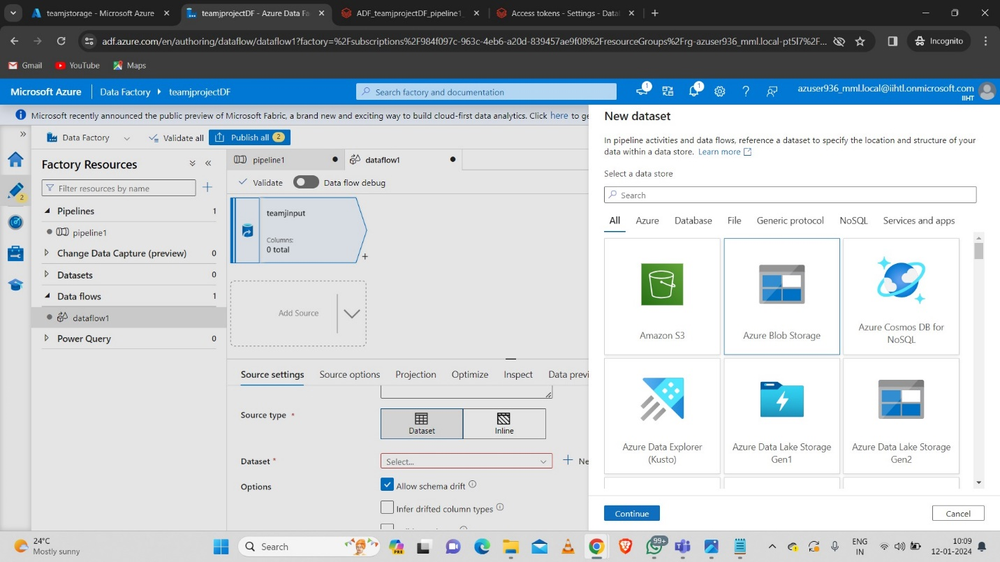 teamjstorage - Microsoft Azure
teamjprojectDF - Azure Data Fa
ADF_teamjprojectDF_pipeline1_
Access tokens - Settings - Datal
adf.azure.com/en/authoring/dataflow/dataflow1?factory=%2Fsubscriptions%2F984f097c-963c-4eb6-a20d-839457ae9f08%2FresourceGroups%2Frg-azuser936_mml.local-pt5l7%2F...
Incognito
Gmail
YouTube
Maps
Microsoft Azure
Data Factory
teamjprojectDF
Search factory and documentation
1
1
azuser936_mml.local@iihtl.onmicrosoft.com
IIHT
Microsoft recently announced the public preview of Microsoft Fabric, a brand new and exciting way to build cloud-first data analytics. Click here to ge
Data Factory
Validate all
Publish all 2
Factory Resources
Filter resources by name
2
Pipelines 1
pipeline1
Change Data Capture (preview) 0
Datasets 0
Data flows 1
dataflow1
Power Query 0
pipeline1
dataflow1
Validate
Data flow debug
teamjinput
Columns:
0 total
+
Add Source
Source settings
Source options
Projection
Optimize
Inspect
Data previ
Source type *
Dataset
Inline
Dataset *
Select...
Ne
Options
Allow schema drift
Infer drifted column types
New dataset
In pipeline activities and data flows, reference a dataset to specify the location and structure of your
data within a data store. Learn more
Select a data store
Search
All
Azure
Database
File
Generic protocol
NoSQL
Services and apps
Amazon S3
Azure Blob Storage
Azure Cosmos DB for
NoSQL
Azure Data Explorer
(Kusto)
Azure Data Lake Storage
Gen1
Azure Data Lake Storage
Gen2
Continue
Cancel
24°C
Mostly sunny
Search
PRE
99+
ENG
IN
10:09
12-01-2024